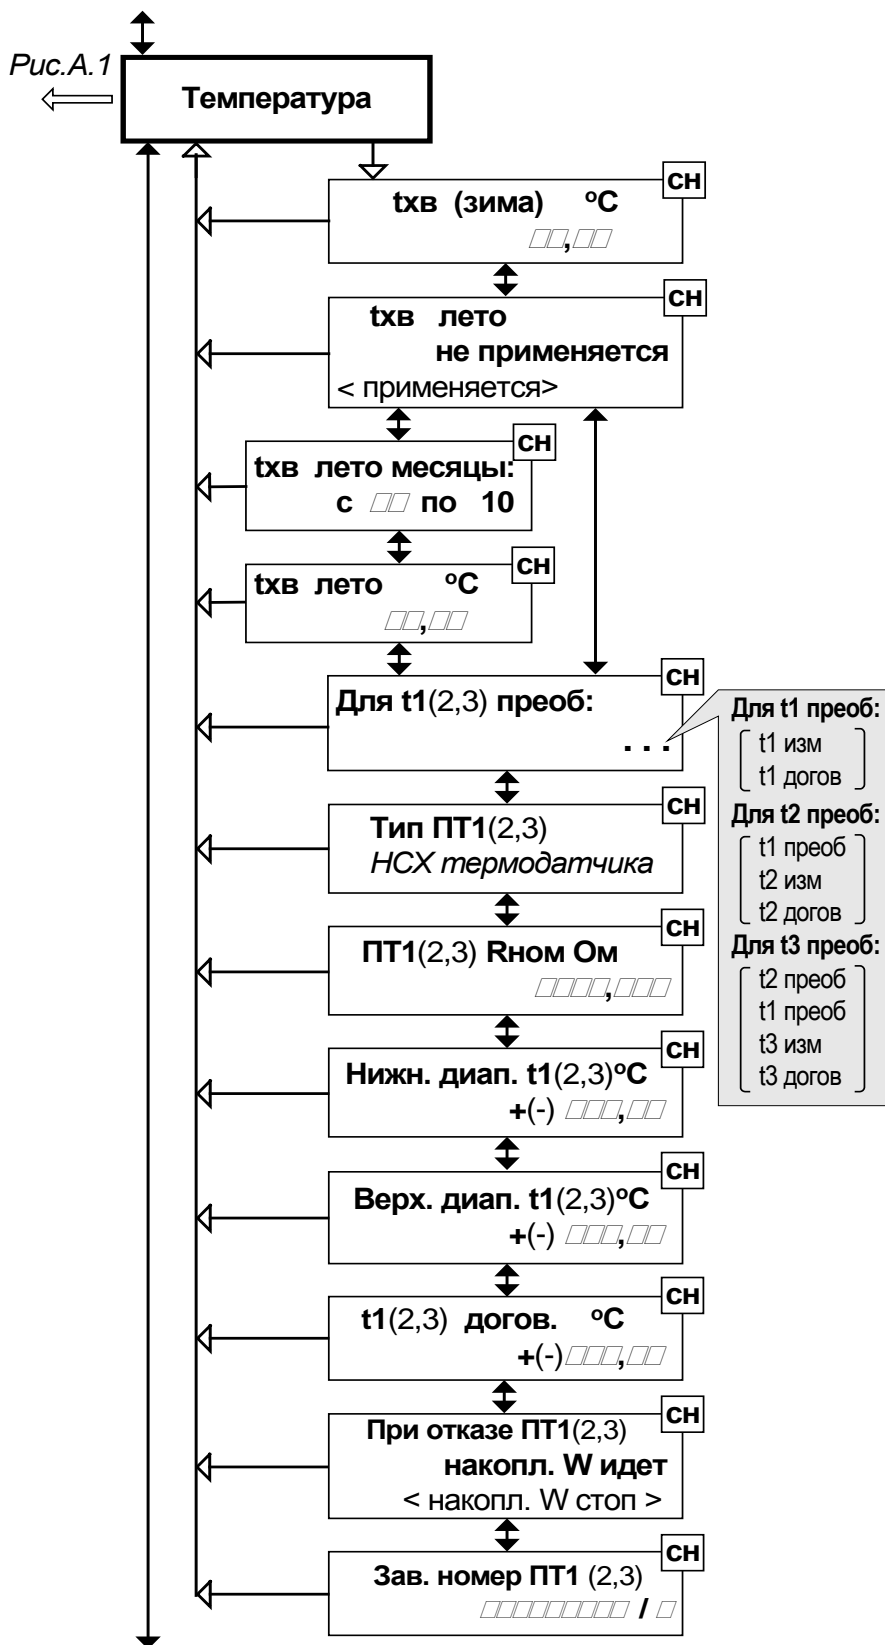 Рис.А.1
Температура
СН
tхв (зима) ºС
□□,□□
СН
tхв лето
не применяется
< применяется>
СН
tхв лето месяцы:
с □□ по 10
СН
tхв лето ºС
□□,□□
СН
Для t1(2,3) преоб:
. . .
Для t1 преоб:
t1 изм
t1 догов
Для t2 преоб:
t1 преоб
t2 изм
t2 догов
Для t3 преоб:
t2 преоб
t1 преоб
t3 изм
t3 догов
СН
Тип ПТ1(2,3)
НСХ термодатчика
СН
ПТ1(2,3) Rном Ом
□□□□,□□□
СН
Нижн. диап. t1(2,3)ºС
+(-) □□□,□□
СН
Верх. диап. t1(2,3)ºС
+(-) □□□,□□
СН
t1(2,3) догов. ºС
+(-)□□□,□□
СН
При отказе ПТ1(2,3)
накопл. W идет
< накопл. W стоп >
СН
Зав. номер ПТ1 (2,3)
□□□□□□□□□ / □